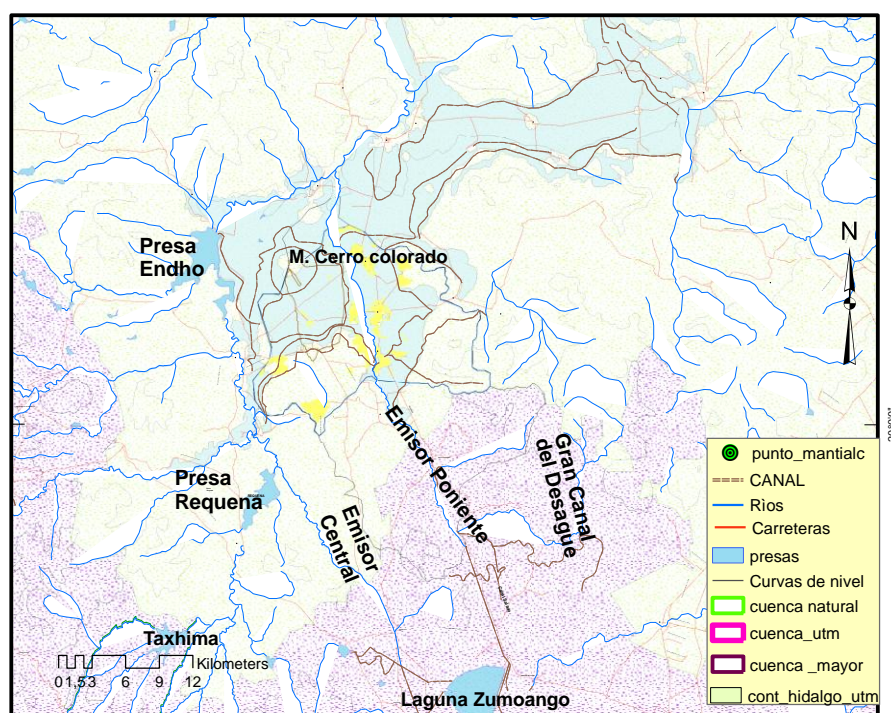 N
M. Cerro colorado
Presa
Endho
Presa
Requena
REQUENA
Emisor Poniente
Gran Canal
del Desague
Emisor
Central
Taxhima
Kilometers
0 1,5 3 6 9 12
Laguna Zumoango
punto_mantialc
CANAL
Rios
Carreteras
presas
Curvas de nivel
cuenca natural
cuenca_utm
cuenca _mayor
cont_hidalgo_utm